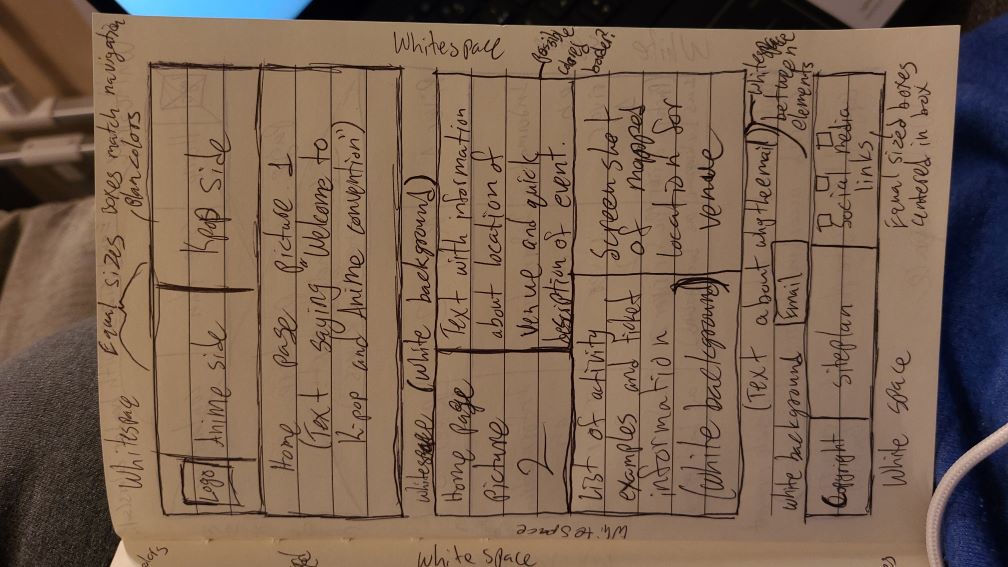 Whitespace
Equal sizes
Boxes match navigation
plan colors
Logo
Anime side
Kpop side
Home page picture 1
(Text saying "Welcome to
K-pop and Anime convention")
whitespace (white background)
Home page
picture
2
Text with information
about location of
venue and quick
description of event.
Whitespace
possible
colored
border?
White space
White space
List of activity
examples and ticket
information
(white background)
Screen shot
of mapped
location for
venue
(Text about why the email)
white background
Email
Whitespace
between
elements
Copyright
siteplan
Social media
links
White space
Equal sized boxes
centered in box